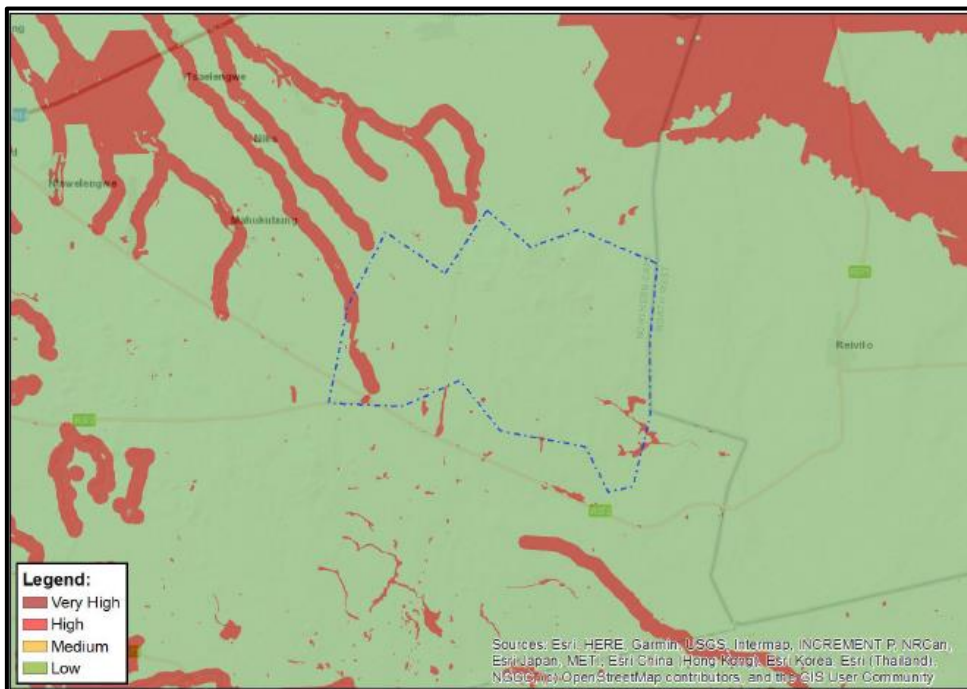 Tsaelengwe
Mahukubung
Reivilo
Legend:
Very High
High
Medium
Low
Sources: Esri, HERE, Garmin, USGS, Intermap, INCREMENT P, NRCan,
Esri Japan, METI, Esri China (Hong Kong), Esri Korea, Esri (Thailand),
NGCC, (c) OpenStreetMap contributors, and the GIS User Community